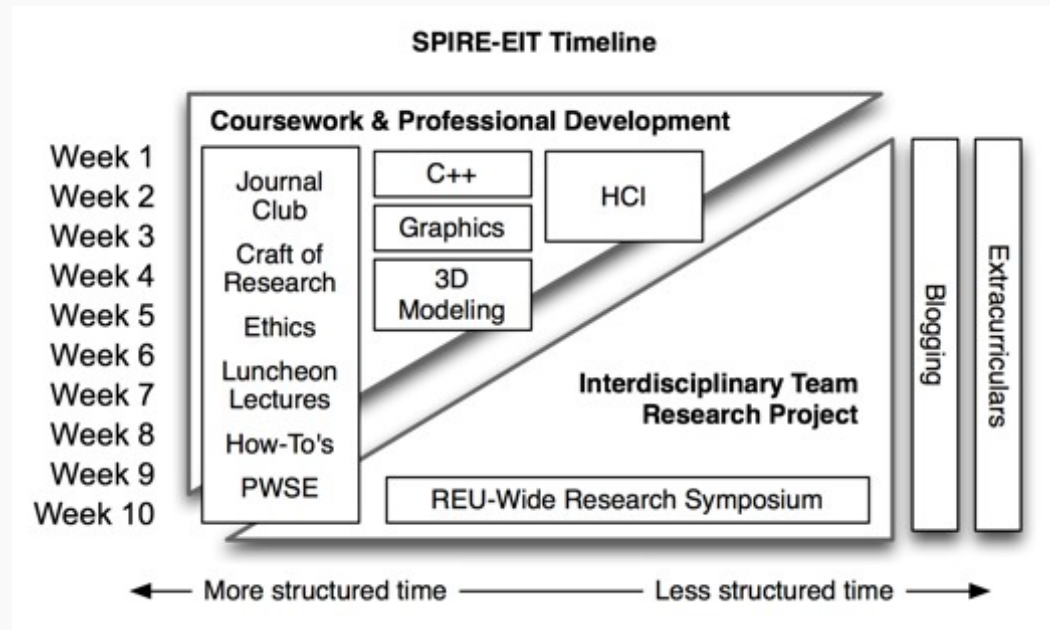 SPIRE-EIT Timeline
Coursework & Professional Development
Week 1
Week 2
Week 3
Week 4
Week 5
Week 6
Week 7
Week 8
Week 9
Week 10
Journal
Club
Craft of
Research
Ethics
Luncheon
Lectures
How-To's
PWSE
C++
Graphics
3D
Modeling
HCI
Interdisciplinary Team
Research Project
REU-Wide Research Symposium
Blogging
Extracurriculars
More structured time
Less structured time